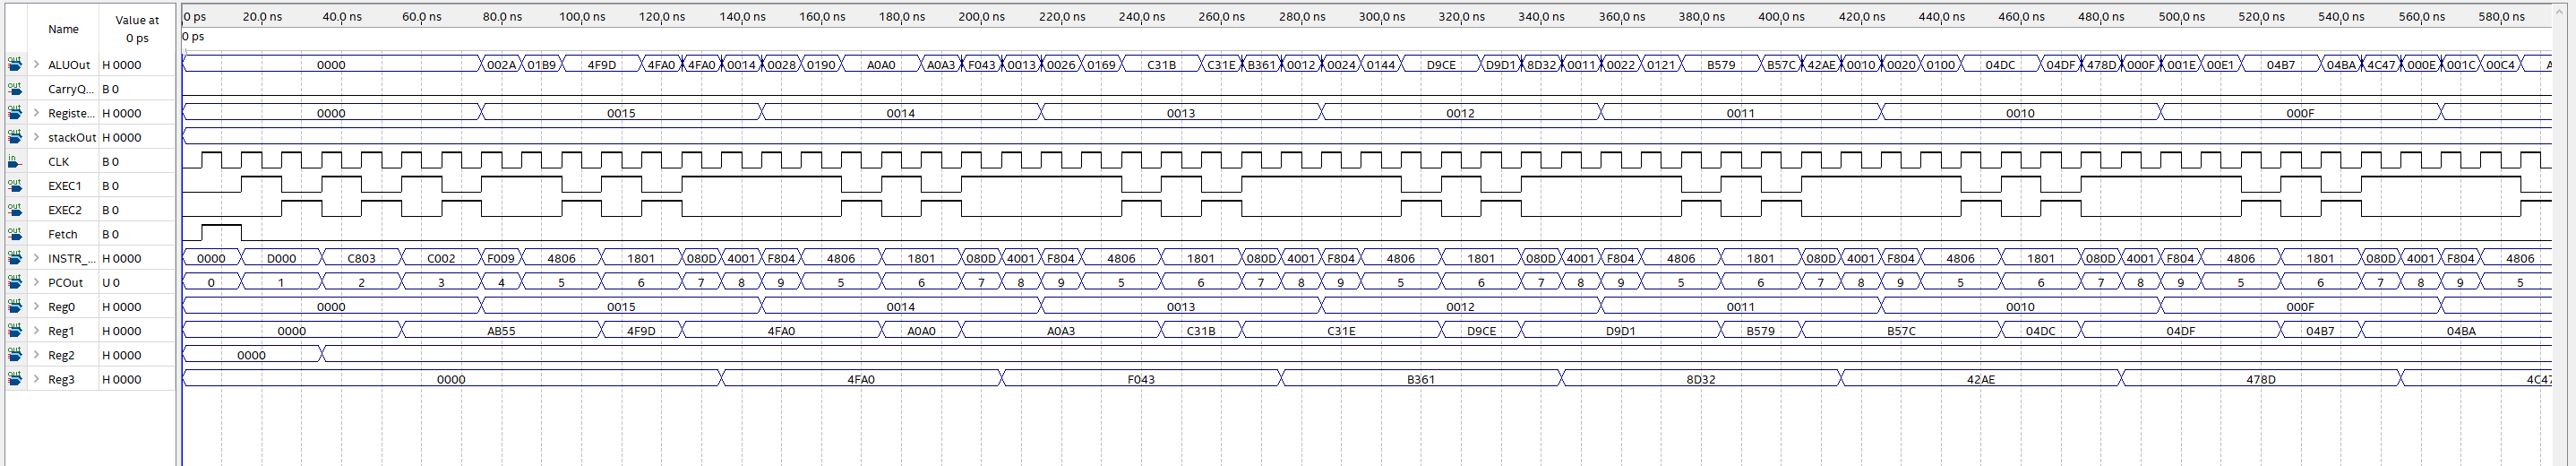 Name Value at 0 ps 0 ps 20.0 ns 40.0 ns 60.0 ns 80.0 ns 100.0 ns 120.0 ns 140.0 ns 160.0 ns 180.0 ns 200.0 ns 220.0 ns 240.0 ns 260.0 ns 280.0 ns 300.0 ns 320.0 ns 340.0 ns 360.0 ns 380.0 ns 400.0 ns 420.0 ns 440.0 ns 460.0 ns 480.0 ns 500.0 ns 520.0 ns 540.0 ns 560.0 ns 580.0 ns
0 ps
ALUOut H 0000 0000 002A 01B9 4F9D 4FA0 4FA0 0014 0028 0190 A0A0 A0A3 F043 0013 0026 0169 C31B C31E B361 0012 0024 0144 D9CE D9D1 8D32 0011 0022 0121 B579 B57C 42AE 0010 0020 0100 04DC 04DF 478D 000F 001E 00E1 04B7 04BA 4C47 000E 001C 00C4
CarryQ... B 0
Registe... H 0000 0000 0015 0014 0013 0012 0011 0010 000F
stackOut H 0000
CLK B 0
EXEC1 B 0
EXEC2 B 0
Fetch B 0
INSTR_... H 0000 0000 D000 C803 C002 F009 4806 1801 080D 4001 F804 4806 1801 080D 4001 F804 4806 1801 080D 4001 F804 4806 1801 080D 4001 F804 4806 1801 080D 4001 F804 4806 1801 080D 4001 F804 4806 1801 080D 4001 F804 4806
PCOut U 0 0 1 2 3 4 5 6 7 8 9 5 6 7 8 9 5 6 7 8 9 5 6 7 8 9 5 6 7 8 9 5 6 7 8 9 5 6 7 8 9 5
Reg0 H 0000 0000 0015 0014 0013 0012 0011 0010 000F
Reg1 H 0000 0000 AB55 4F9D 4FA0 A0A0 A0A3 C31B C31E D9CE D9D1 B579 B57C 04DC 04DF 04B7 04BA
Reg2 H 0000 0000
Reg3 H 0000 0000 4FA0 F043 B361 8D32 42AE 478D 4C47